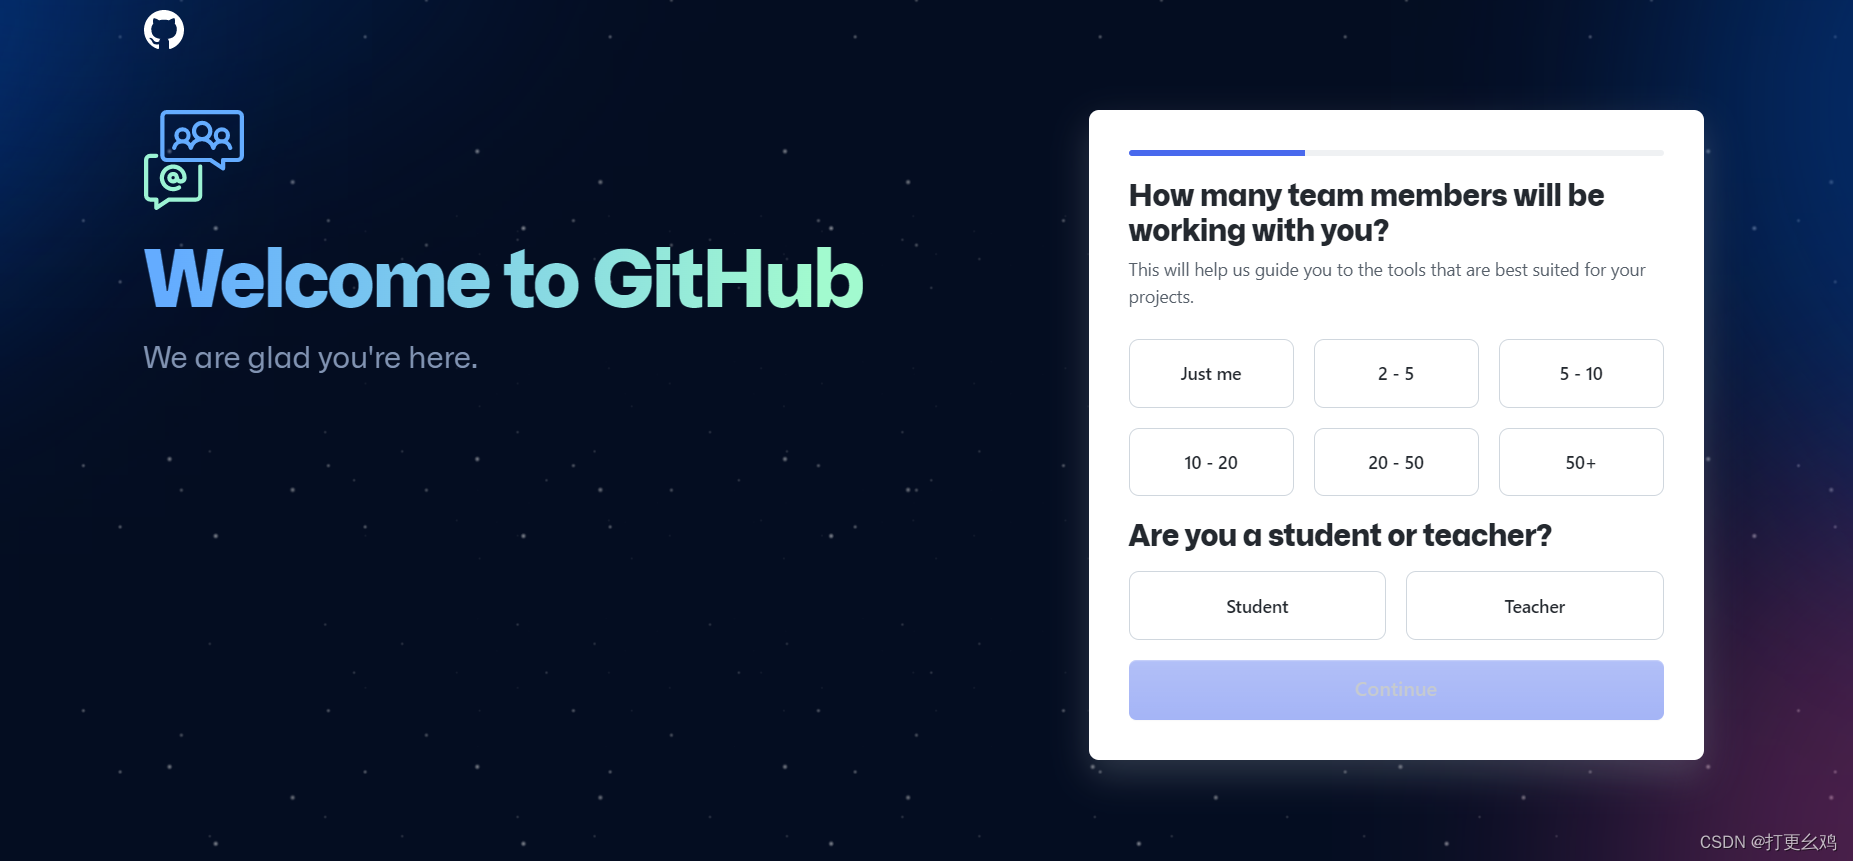 Welcome to GitHub
We are glad you're here.
How many team members will be
working with you?
This will help us guide you to the tools that are best suited for your
projects.
Just me
2 - 5
5 - 10
10 - 20
20 - 50
50+
Are you a student or teacher?
Student
Teacher
Continue
CSDN @打更幺鸡